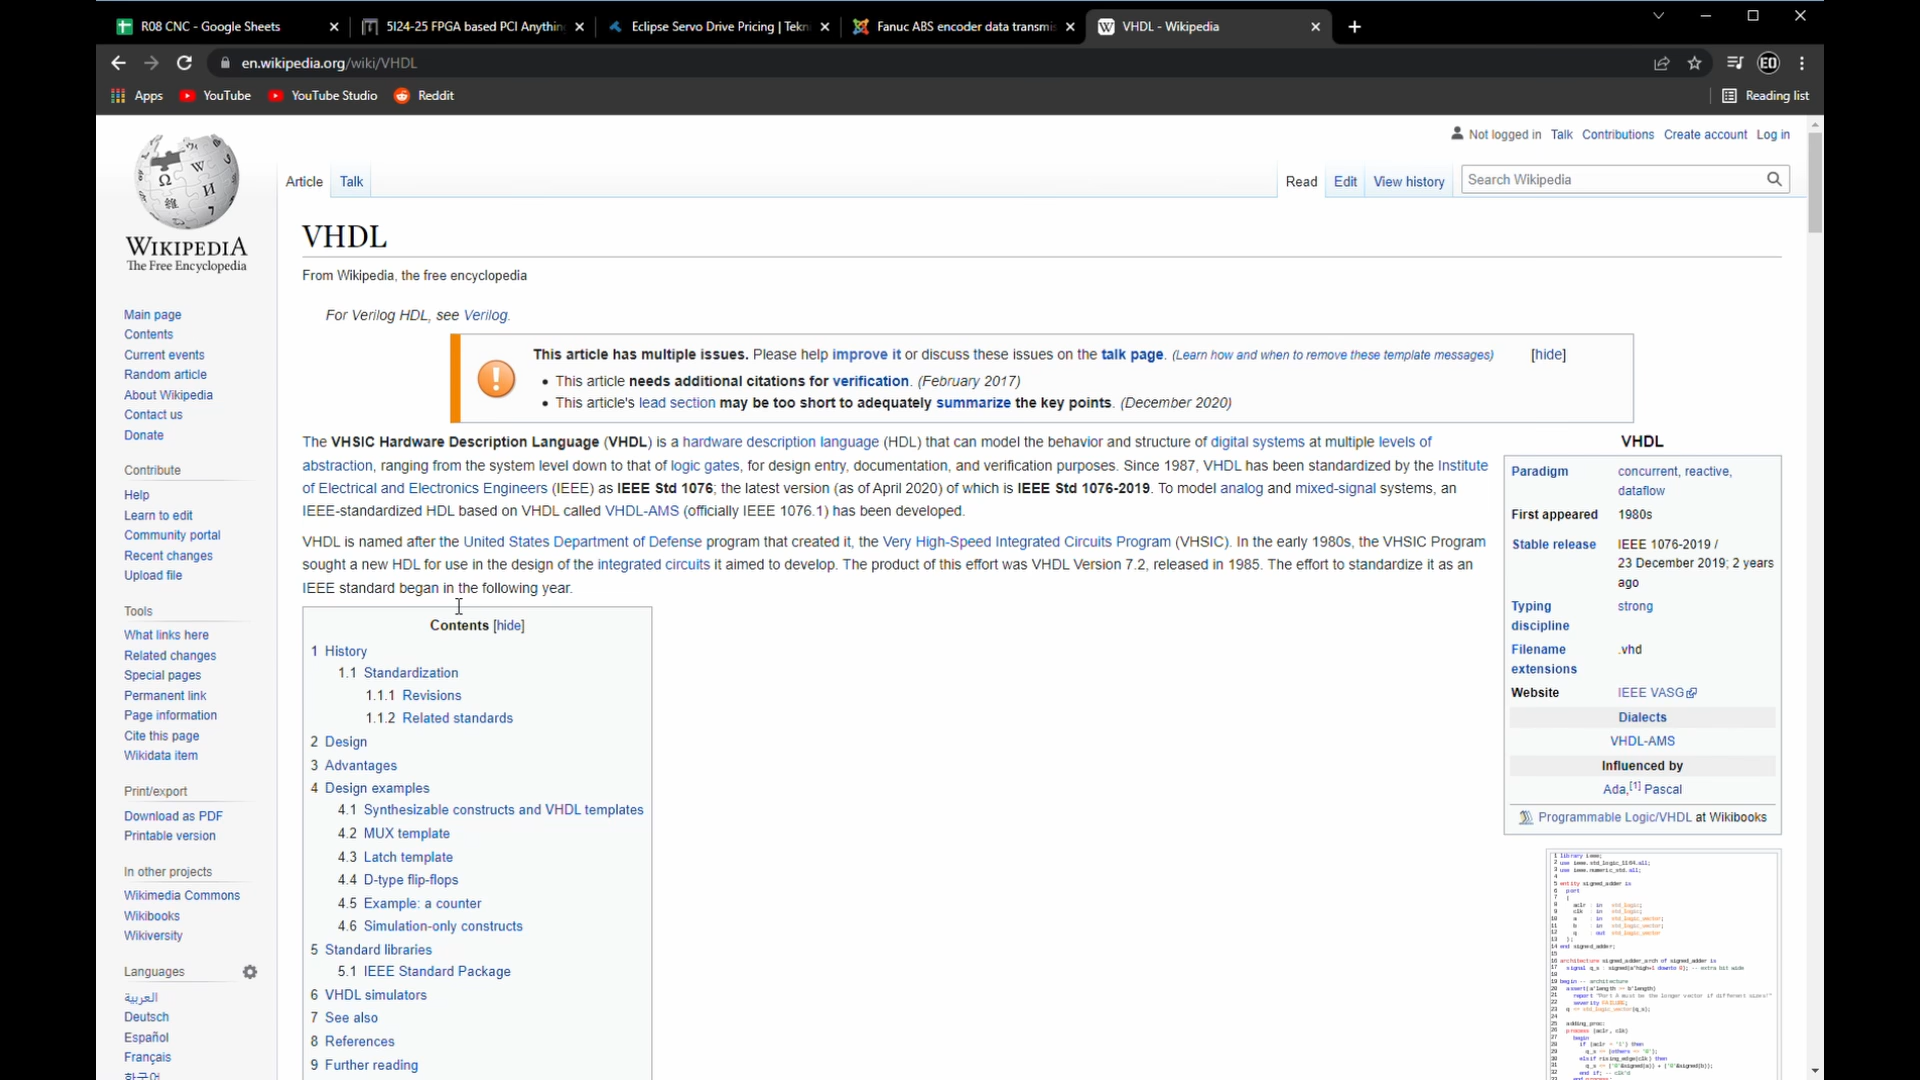 R08 CNC - Google Sheets
5I24-25 FPGA based PCI Anything
Eclipse Servo Drive Pricing | Tekn
Fanuc ABS encoder data transmis
VHDL - Wikipedia
en.wikipedia.org/wiki/VHDL
EO
Apps YouTube YouTube Studio Reddit Reading list
Not logged in Talk Contributions Create account Log in
Article Talk Read Edit View history Search Wikipedia
WIKIPEDIA
The Free Encyclopedia
Main page
Contents
Current events
Random article
About Wikipedia
Contact us
Donate
Contribute
Help
Learn to edit
Community portal
Recent changes
Upload file
Tools
What links here
Related changes
Special pages
Permanent link
Page information
Cite this page
Wikidata item
Print/export
Download as PDF
Printable version
In other projects
Wikimedia Commons
Wikibooks
Wikiversity
Languages
العربية
Deutsch
Español
Français
한국어
VHDL
From Wikipedia, the free encyclopedia
For Verilog HDL, see Verilog.
This article has multiple issues. Please help improve it or discuss these issues on the talk page. (Learn how and when to remove these template messages) [hide]
• This article needs additional citations for verification. (February 2017)
• This article's lead section may be too short to adequately summarize the key points. (December 2020)
The VHSIC Hardware Description Language (VHDL) is a hardware description language (HDL) that can model the behavior and structure of digital systems at multiple levels of
abstraction, ranging from the system level down to that of logic gates, for design entry, documentation, and verification purposes. Since 1987, VHDL has been standardized by the Institute
of Electrical and Electronics Engineers (IEEE) as IEEE Std 1076; the latest version (as of April 2020) of which is IEEE Std 1076-2019. To model analog and mixed-signal systems, an
IEEE-standardized HDL based on VHDL called VHDL-AMS (officially IEEE 1076.1) has been developed.
VHDL is named after the United States Department of Defense program that created it, the Very High-Speed Integrated Circuits Program (VHSIC). In the early 1980s, the VHSIC Program
sought a new HDL for use in the design of the integrated circuits it aimed to develop. The product of this effort was VHDL Version 7.2, released in 1985. The effort to standardize it as an
IEEE standard began in the following year.
Contents [hide]
1 History
1.1 Standardization
1.1.1 Revisions
1.1.2 Related standards
2 Design
3 Advantages
4 Design examples
4.1 Synthesizable constructs and VHDL templates
4.2 MUX template
4.3 Latch template
4.4 D-type flip-flops
4.5 Example: a counter
4.6 Simulation-only constructs
5 Standard libraries
5.1 IEEE Standard Package
6 VHDL simulators
7 See also
8 References
9 Further reading
VHDL
Paradigm concurrent, reactive,
dataflow
First appeared 1980s
Stable release IEEE 1076-2019 /
23 December 2019; 2 years
ago
Typing strong
discipline
Filename .vhd
extensions
Website IEEE VASG
Dialects
VHDL-AMS
Influenced by
Ada,[1] Pascal
Programmable Logic/VHDL at Wikibooks